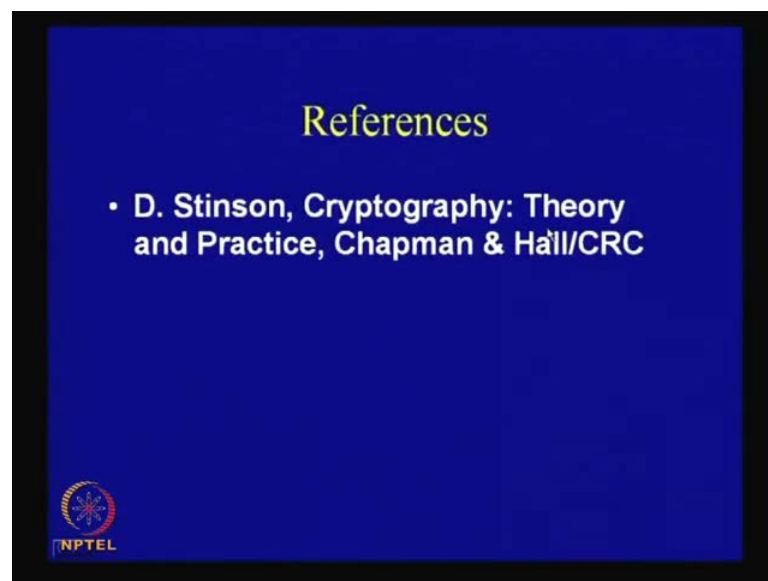 References
• D. Stinson, Cryptography: Theory
and Practice, Chapman & Hall/CRC
NPTEL